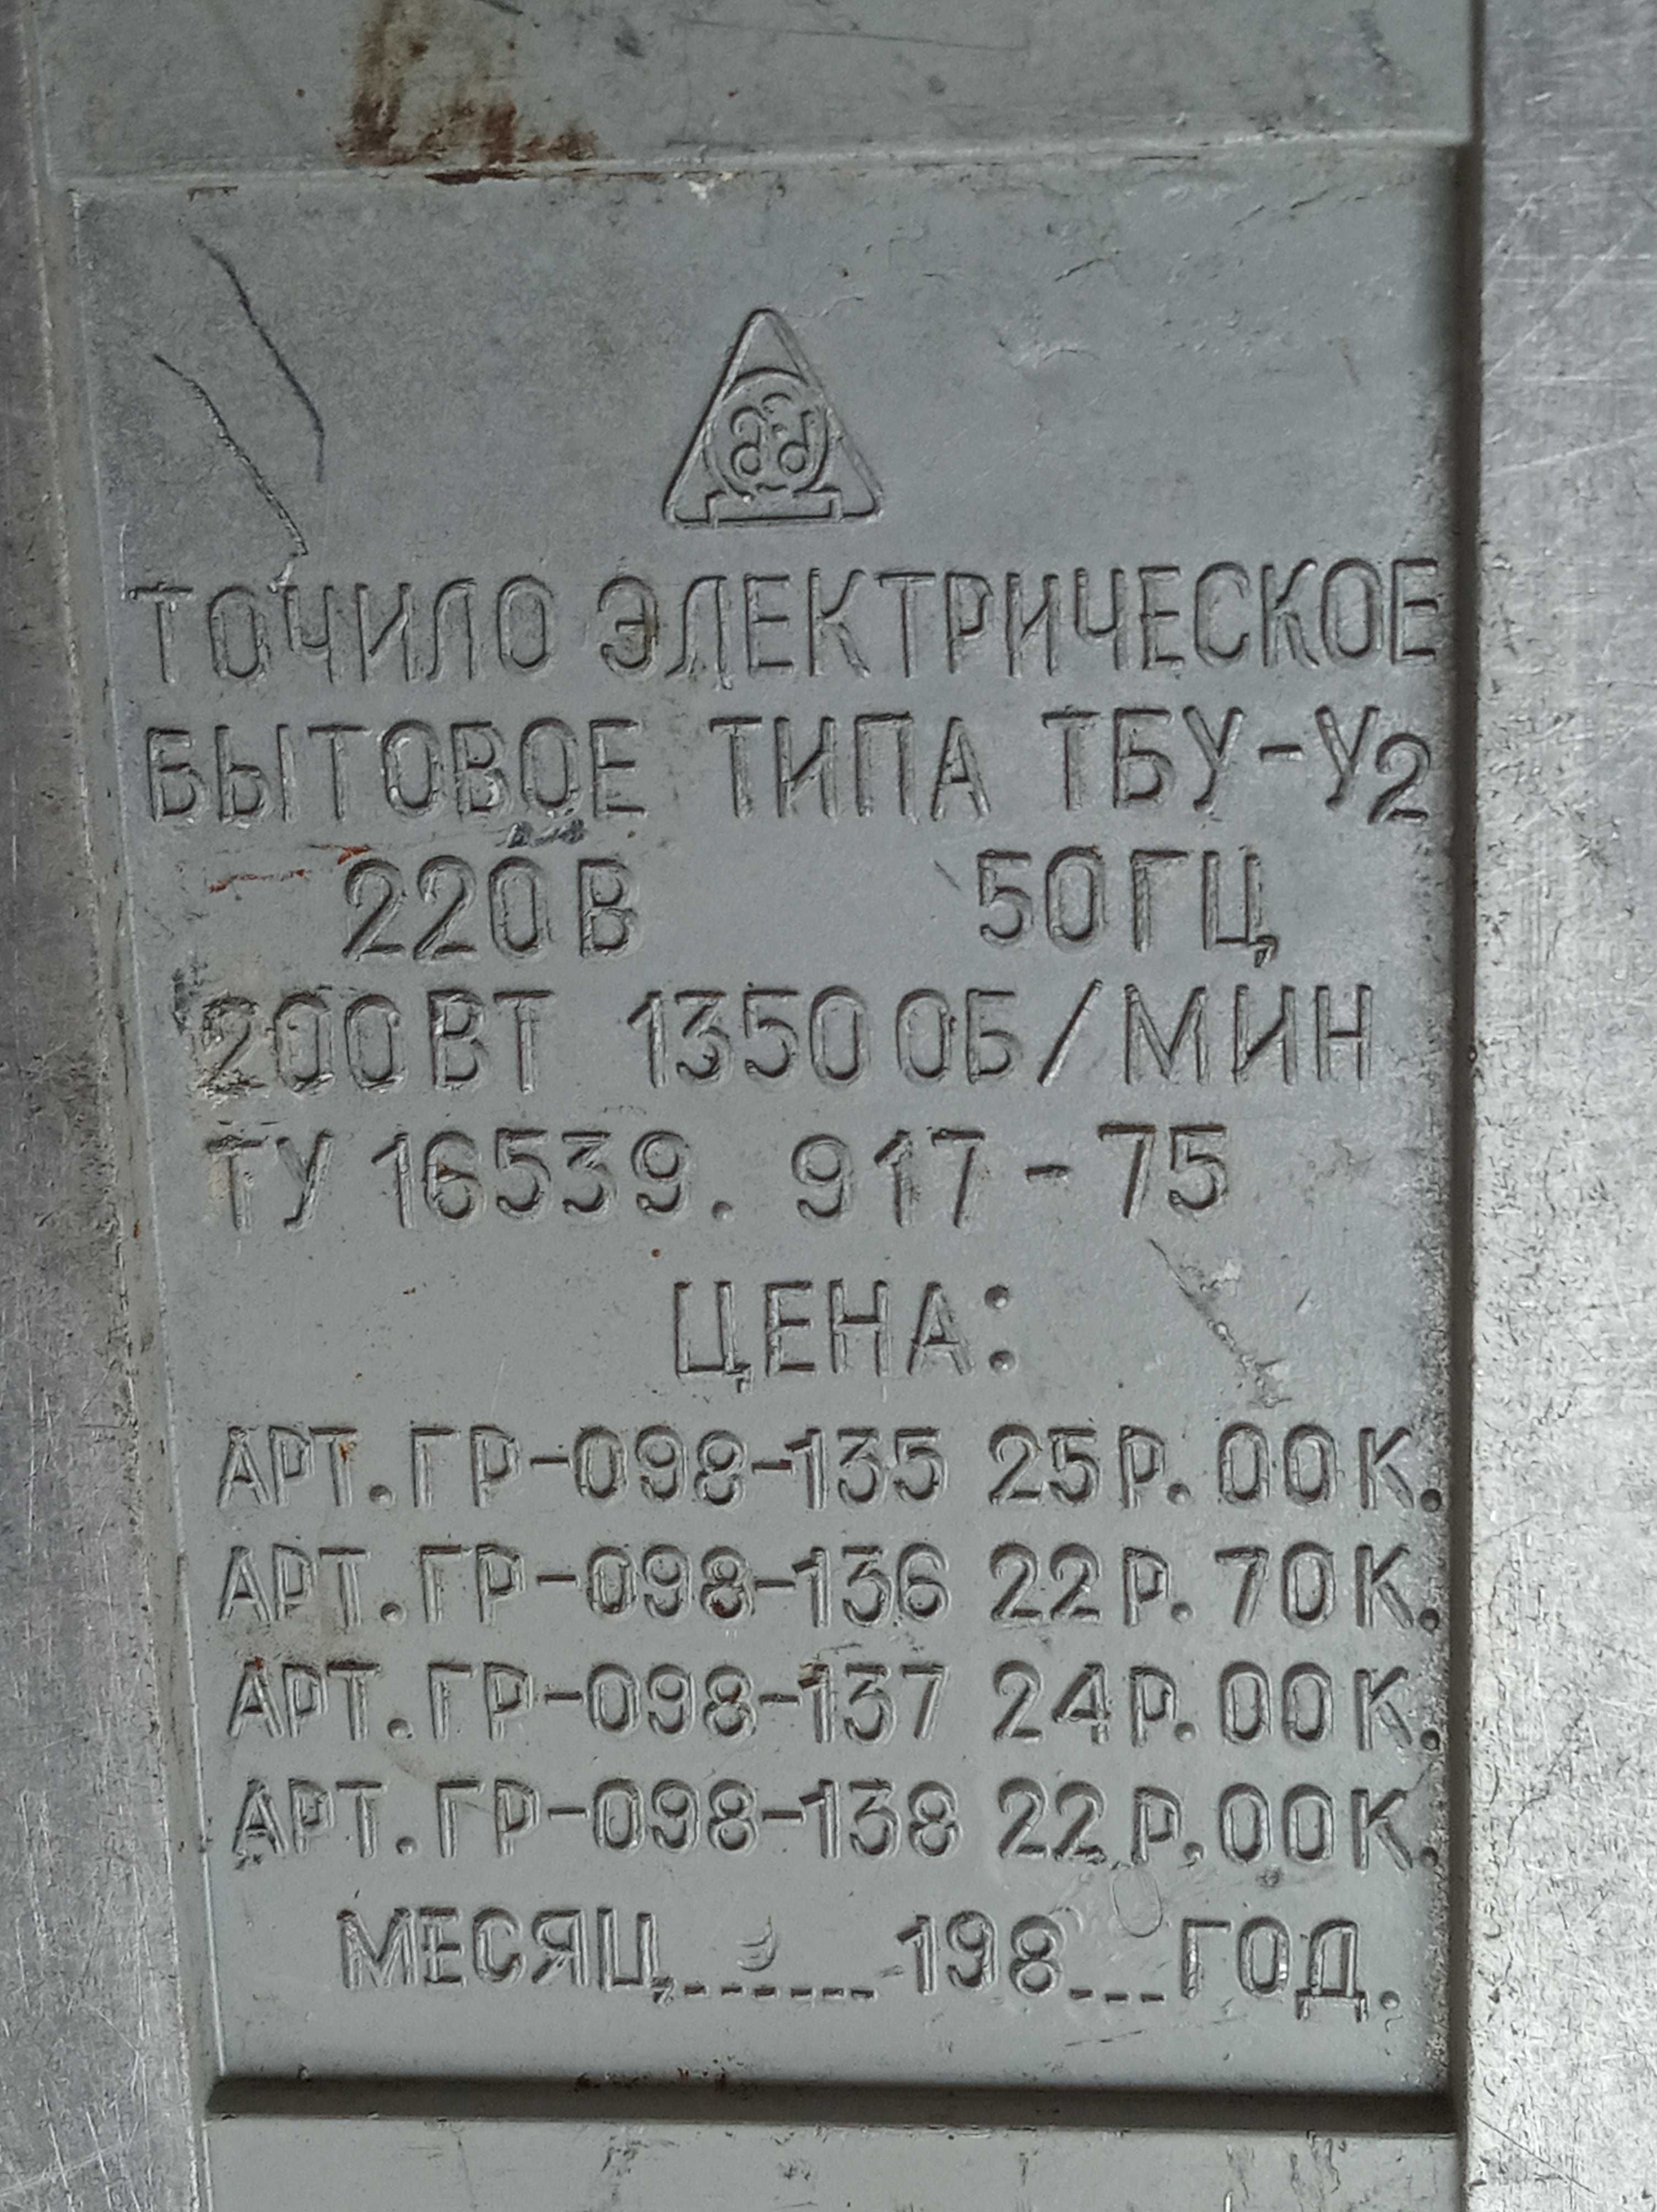 ТОЧИЛО ЭЛЕКТРИЧЕСКОЕ
БЫТОВОЕ ТИПА ТБУ-У2
220В 50ГЦ
200ВТ 1350 ОБ/МИН
ТУ 16539. 917-75
ЦЕНА:
АРТ.ГР-098-135 25Р.00К.
АРТ.ГР-098-136 22Р.70К.
АРТ.ГР-098-137 24Р.00К.
АРТ.ГР-098-138 22Р.00К.
МЕСЯЦ 198 ГОД.